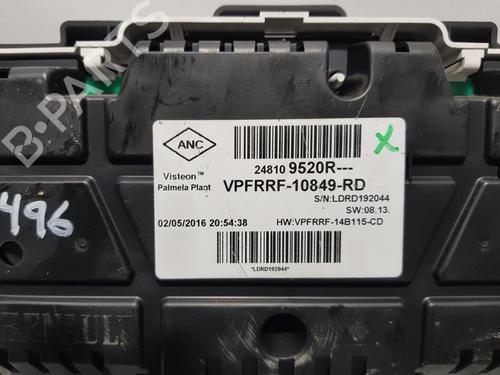 B-PARTS
ANC
Visteon™
Palmela Plant
24810 9520R---
VPFRRF-10849-RD
S/N:LDRD192044
SW:08.13.
02/05/2016 20:54:38
HW:VPFRRF-14B115-CD
*LDRD192044*
X
496
RENAULT